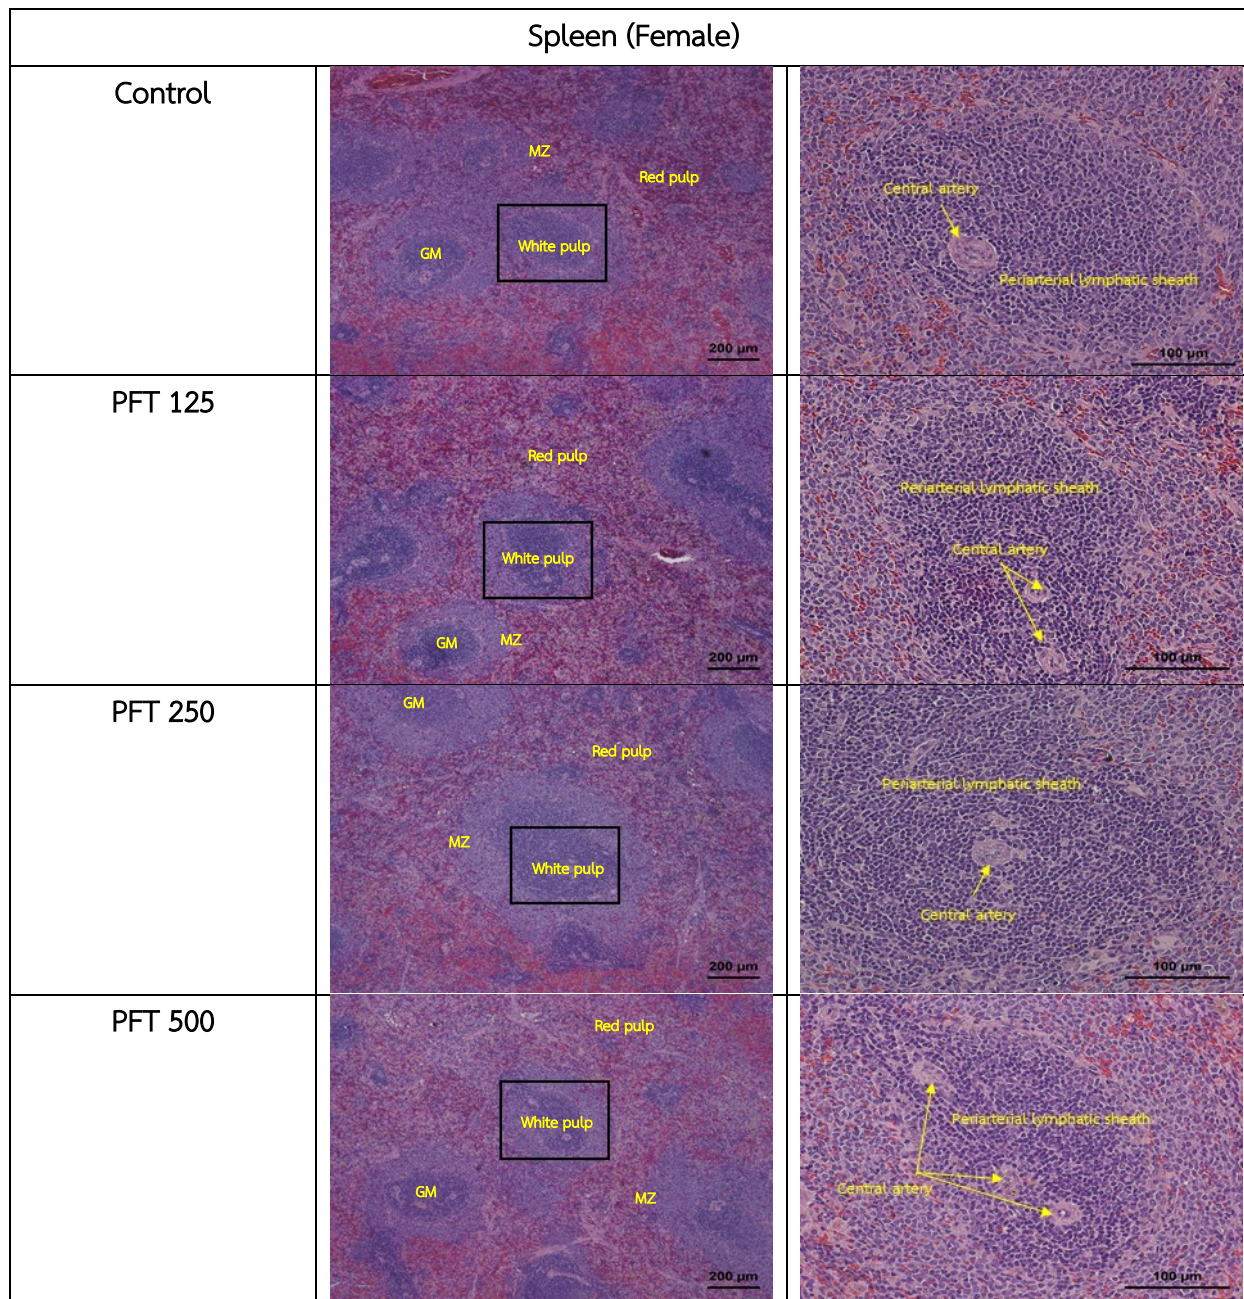 Spleen (Female)
Control
MZ
Red pulp
GM
White pulp
200 µm
Central artery
Periarterial lymphatic sheath
100 µm
PFT 125
Red pulp
White pulp
GM
MZ
200 µm
Periarterial lymphatic sheath
Central artery
100 µm
PFT 250
GM
Red pulp
MZ
White pulp
200 µm
Periarterial lymphatic sheath
Central artery
100 µm
PFT 500
Red pulp
White pulp
GM
MZ
200 µm
Periarterial lymphatic sheath
Central artery
100 µm